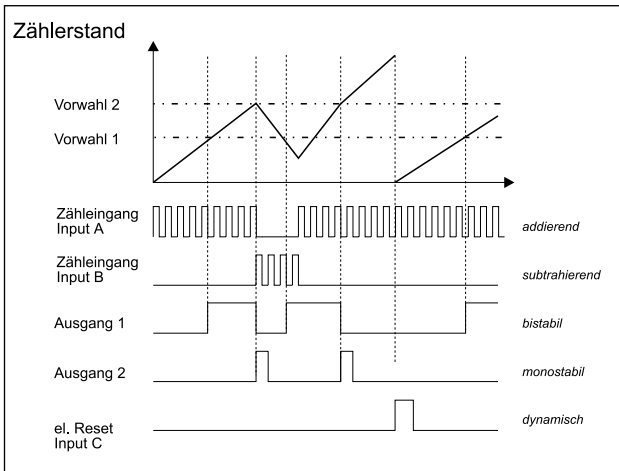 Zählerstand
Vorwahl 2
Vorwahl 1
Zähleingang
Input A
addierend
Zähleingang
Input B
subtrahierend
Ausgang 1
bistabil
Ausgang 2
monostabil
el. Reset
Input C
dynamisch